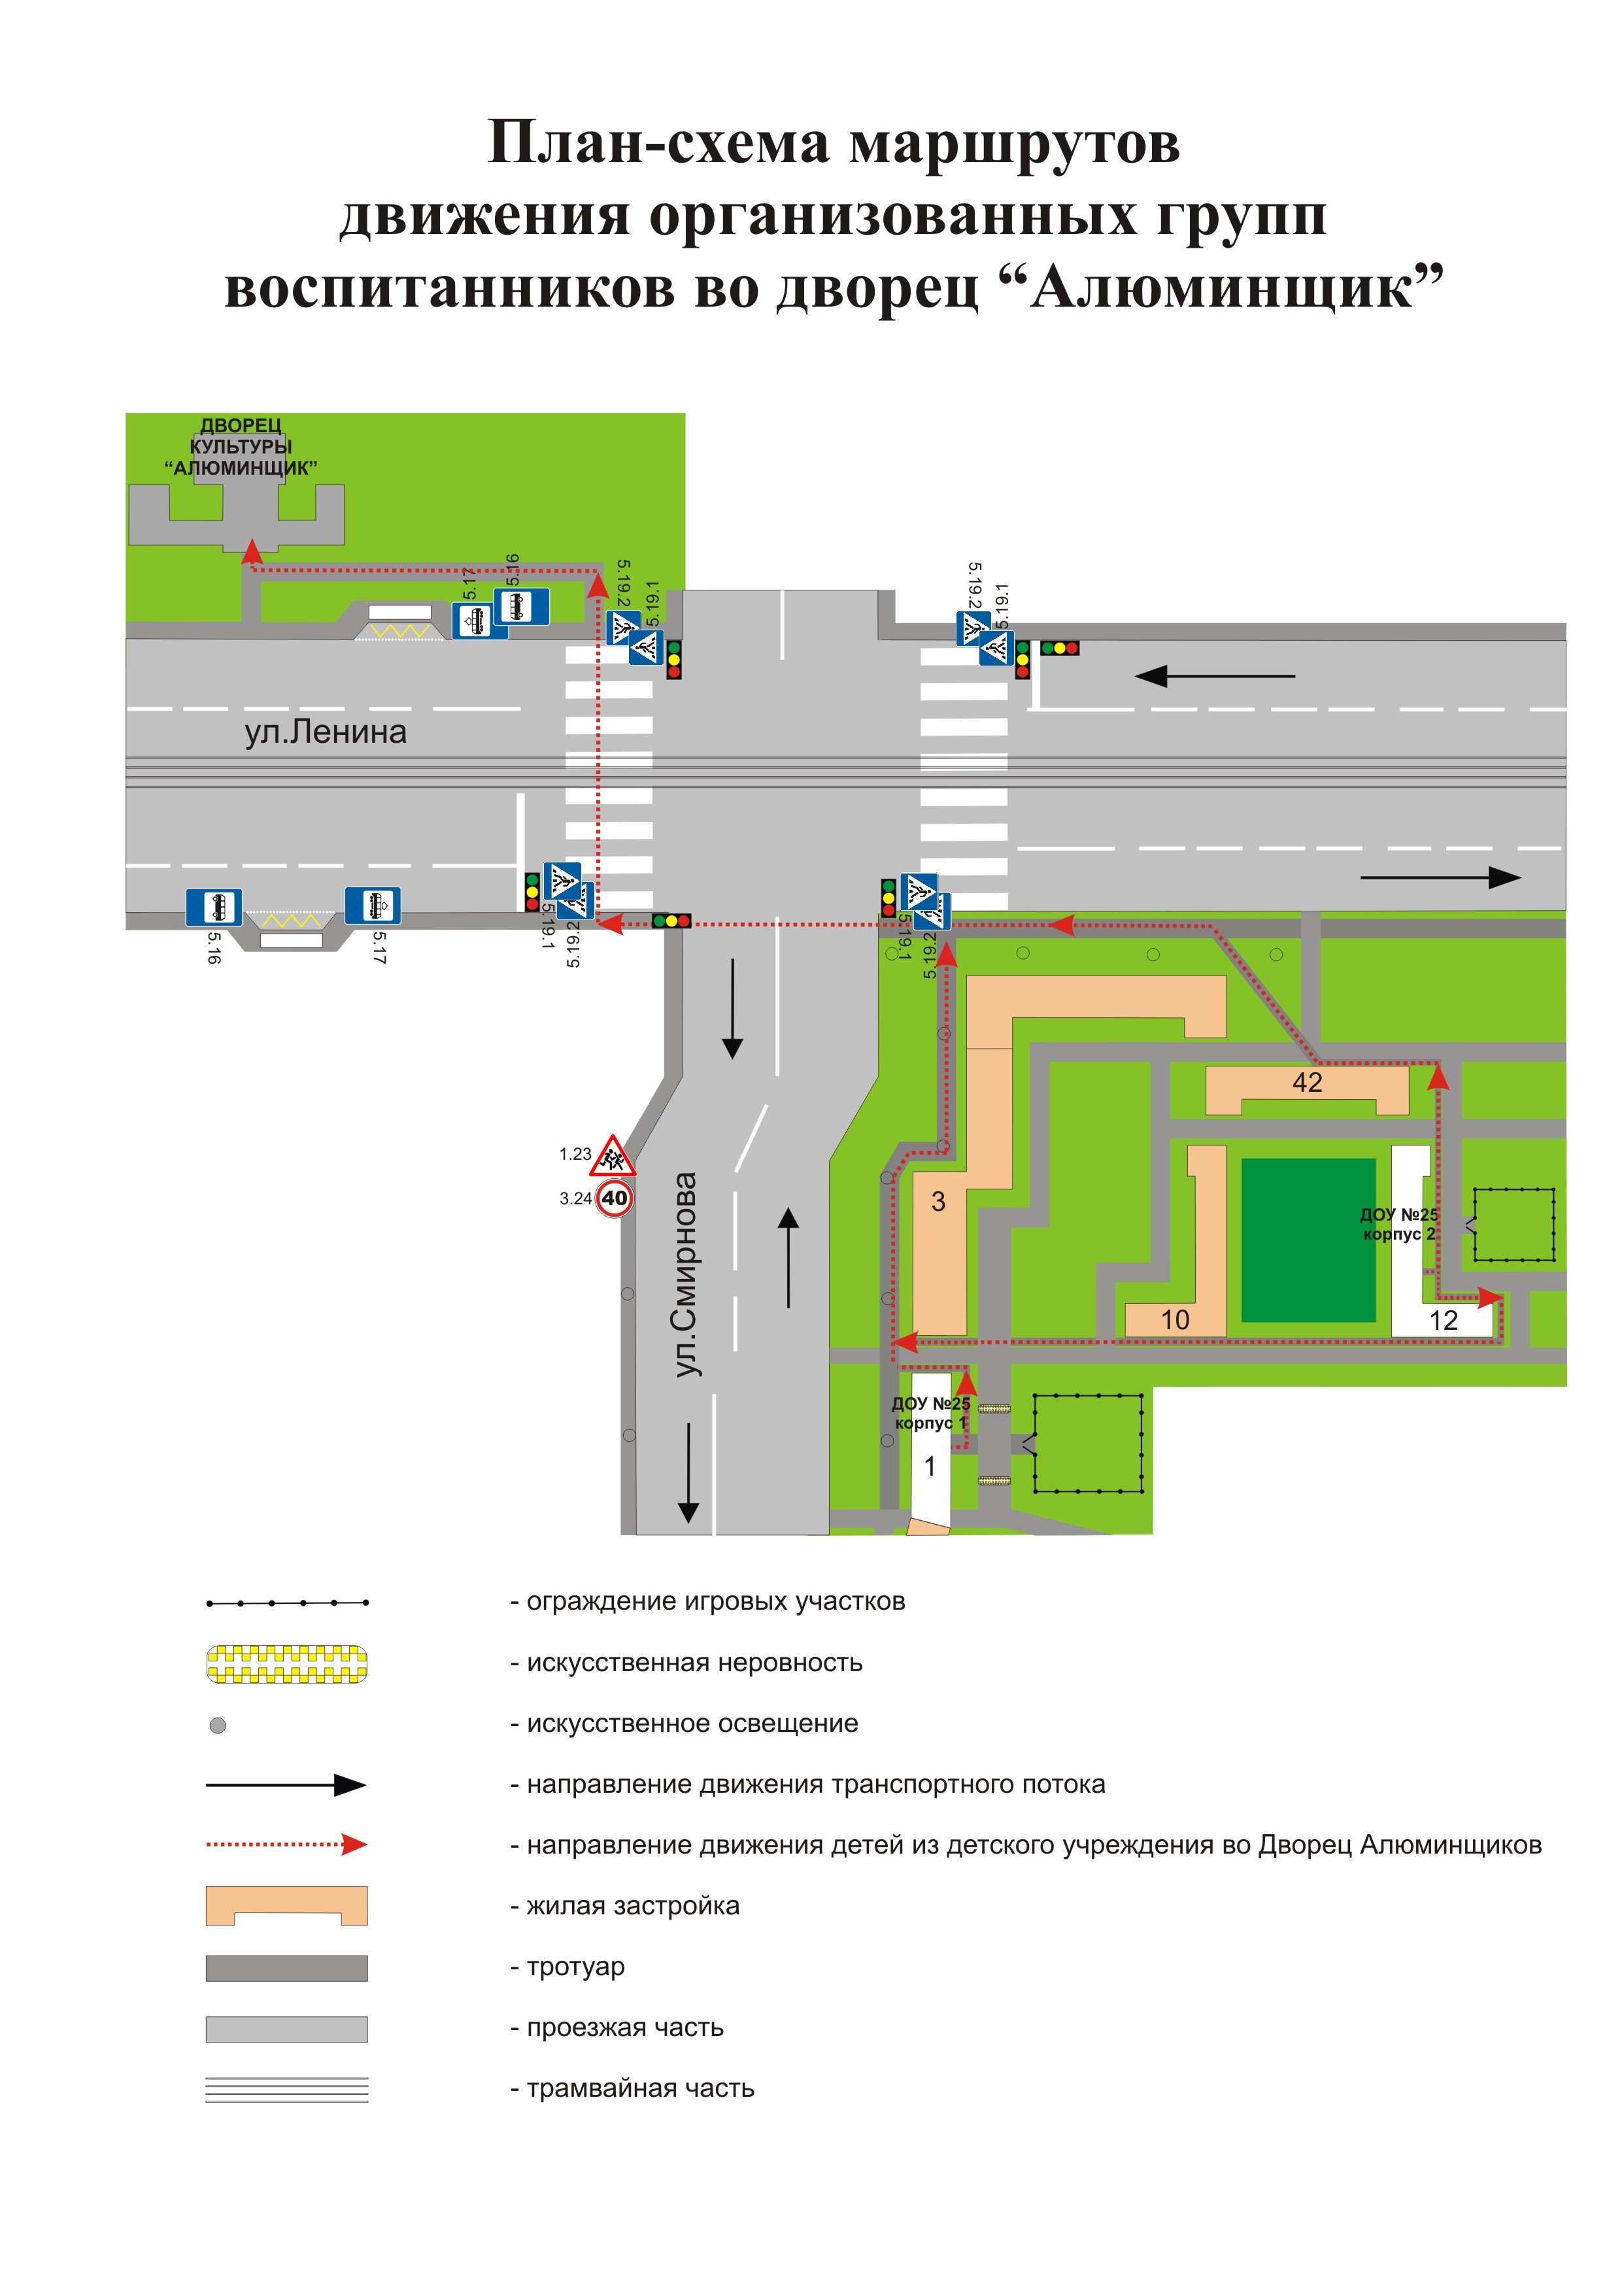 План-схема маршрутов
движения организованных групп
воспитанников во дворец “Алюминщик”
ДВОРЕЦ
КУЛЬТУРЫ
“АЛЮМИНЩИК”
5.17
5.16
5.19.2
5.19.1
5.19.2
5.19.1
ул.Ленина
5.16
5.17
5.19.1
5.19.2
5.19.1
5.19.2
1.23
3.24
40
ул.Смирнова
3
42
10
ДОУ №25
корпус 2
12
ДОУ №25
корпус 1
1
- ограждение игровых участков
- искусственная неровность
- искусственное освещение
- направление движения транспортного потока
- направление движения детей из детского учреждения во Дворец Алюминщиков
- жилая застройка
- тротуар
- проезжая часть
- трамвайная часть